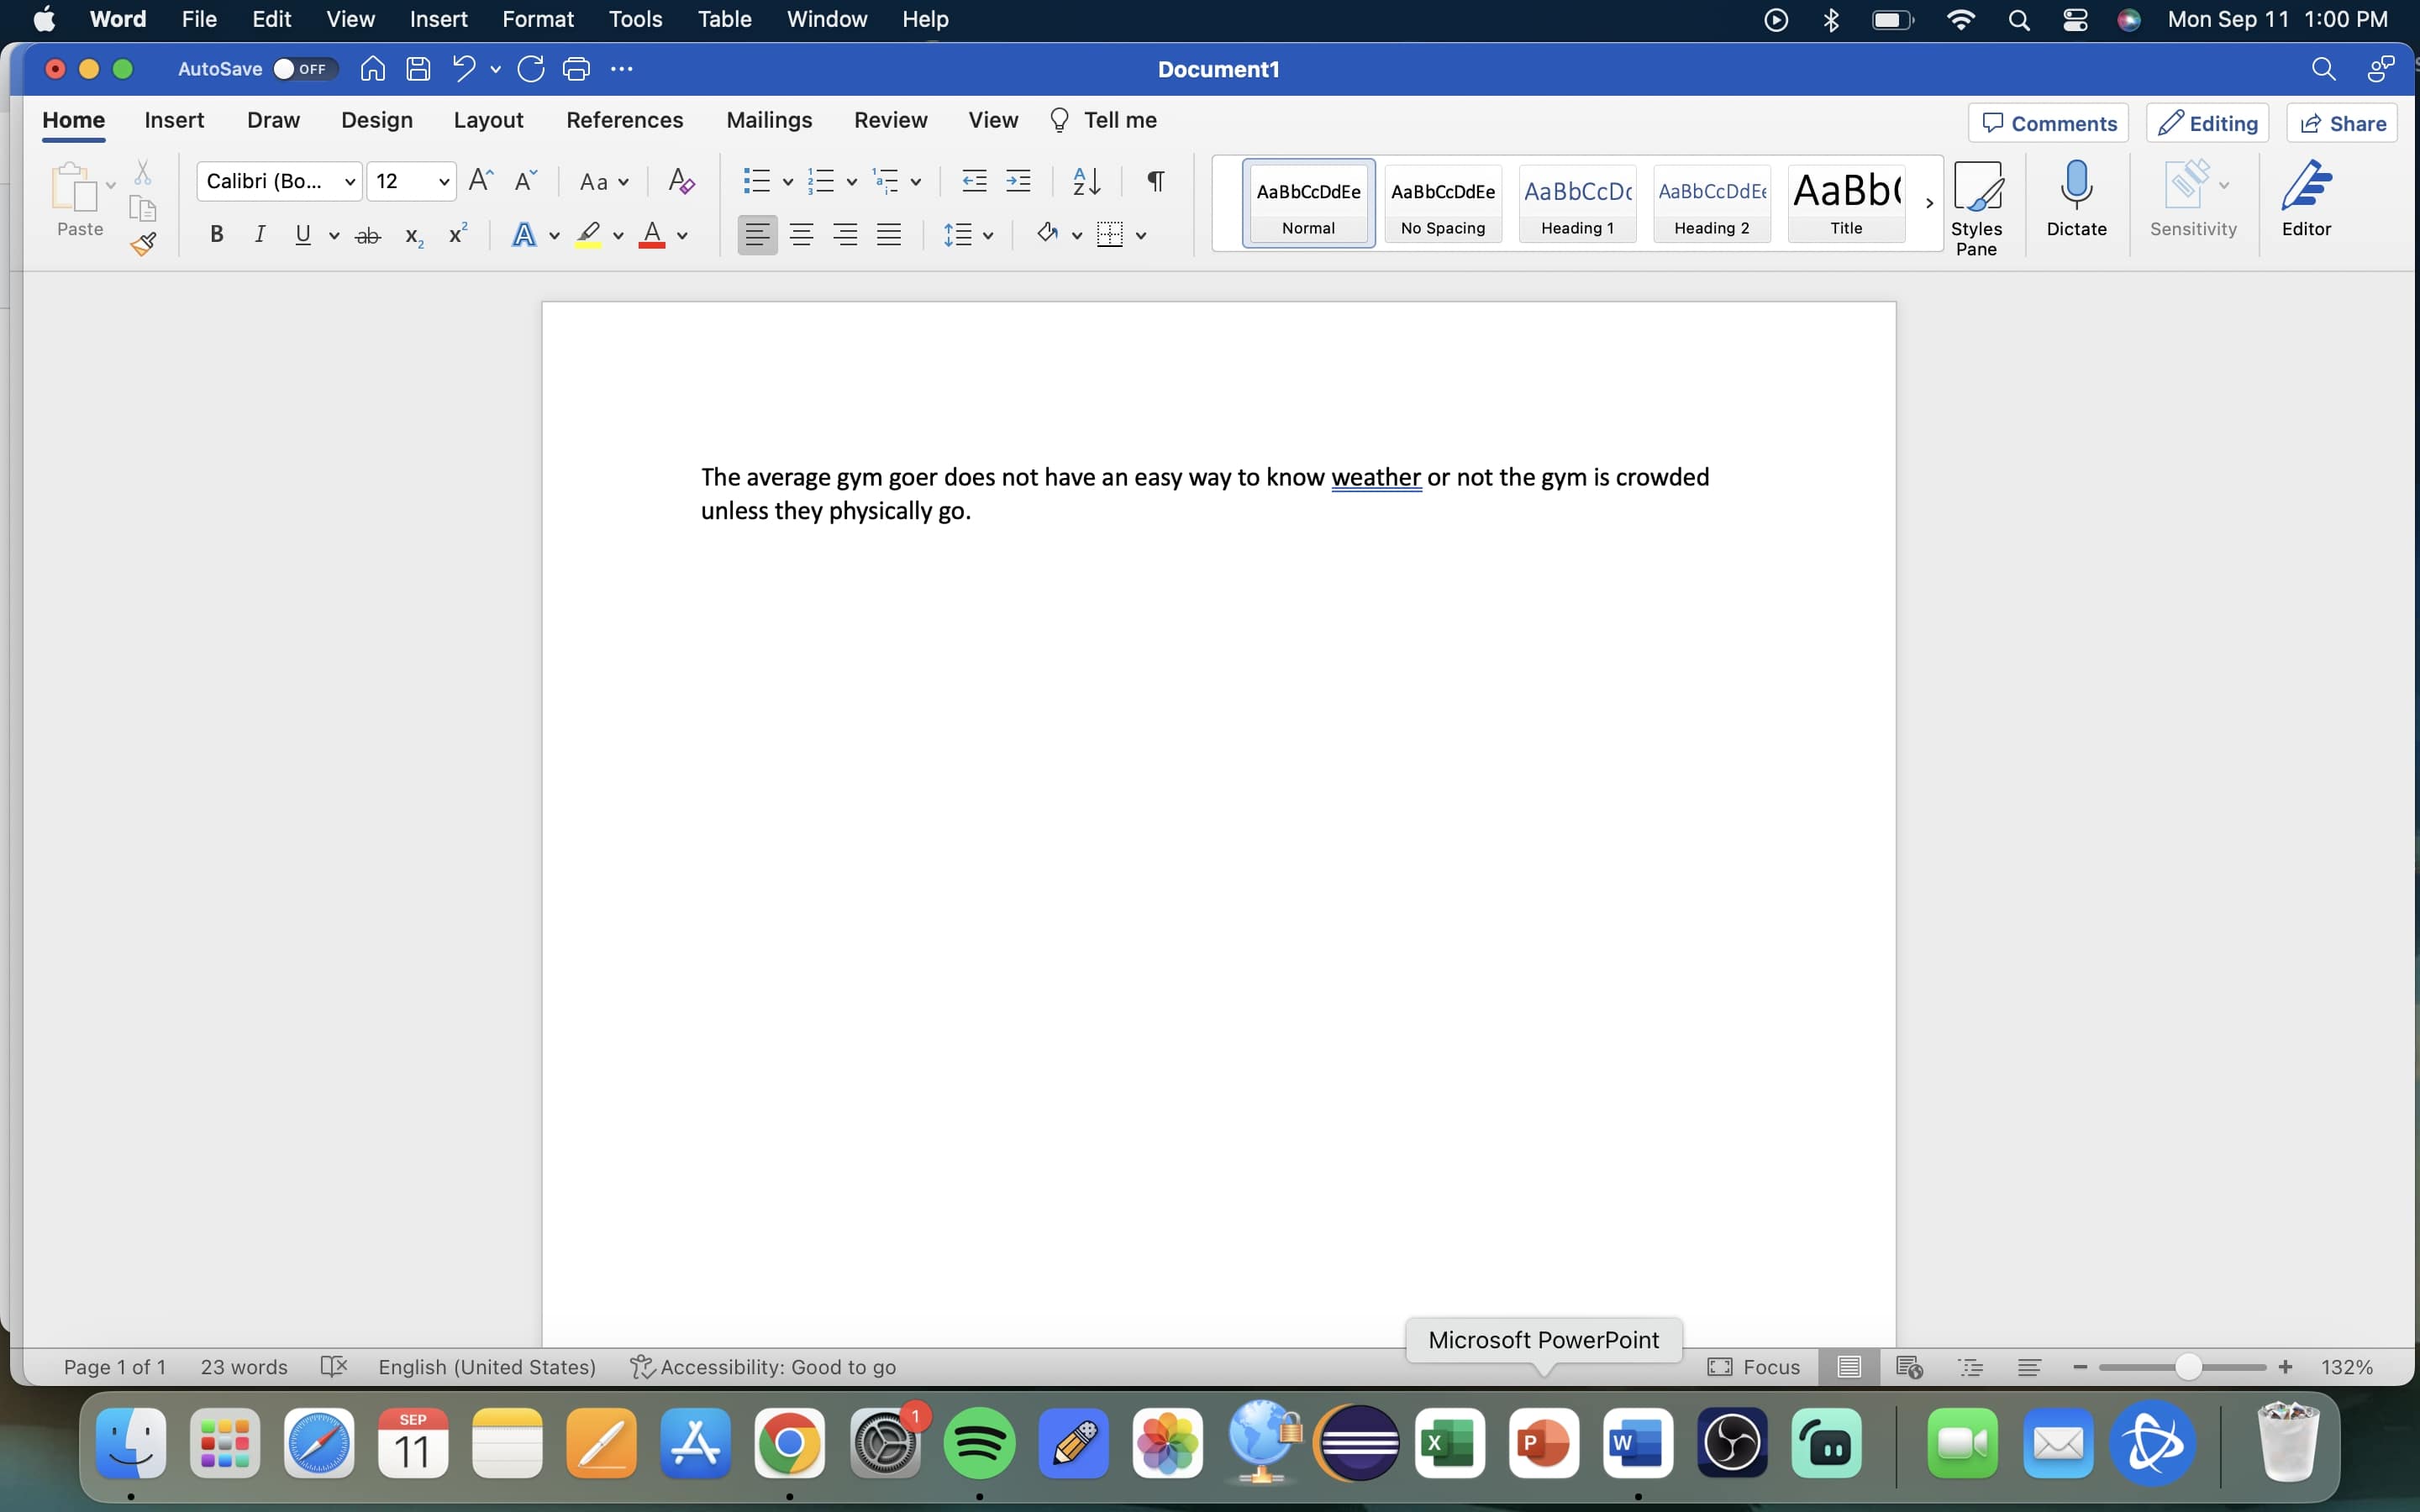 Word File Edit View Insert Format Tools Table Window Help Mon Sep 11 1:00 PM
AutoSave OFF Document1
Home Insert Draw Design Layout References Mailings Review View Tell me Comments Editing Share
Paste Calibri (Bo... 12 Aa AaBbCcDdEe AaBbCcDdEe AaBbCcDc AaBbCcDdEe AaBb(
Normal No Spacing Heading 1 Heading 2 Title Styles Pane Dictate Sensitivity Editor
The average gym goer does not have an easy way to know weather or not the gym is crowded
unless they physically go.
Microsoft PowerPoint
Page 1 of 1 23 words English (United States) Accessibility: Good to go Focus 132%
1
SEP
11
X P W